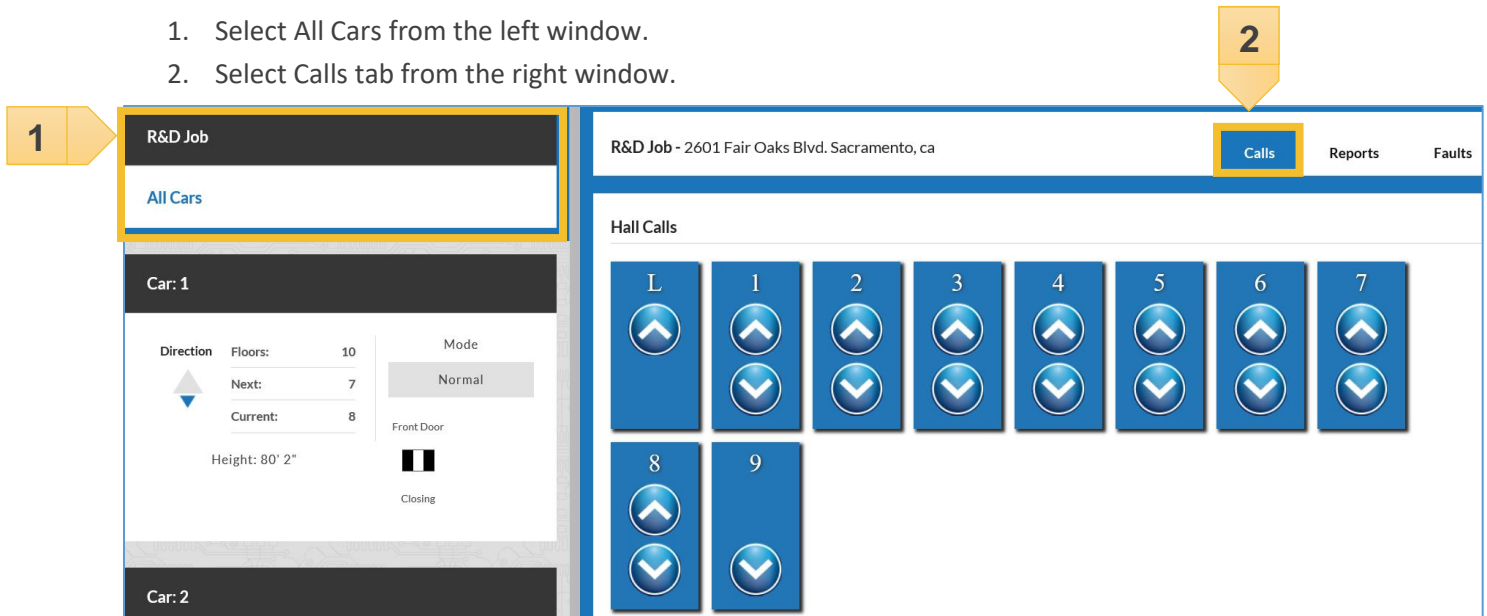 1. Select All Cars from the left window.
2. Select Calls tab from the right window.
2
1
R&D Job
All Cars
R&D Job - 2601 Fair Oaks Blvd. Sacramento, ca
Calls Reports Faults
Hall Calls
L 1 2 3 4 5 6 7
8 9
Car: 1
Direction
Floors: 10
Next: 7
Current: 8
Height: 80' 2"
Mode
Normal
Front Door
Closing
Car: 2